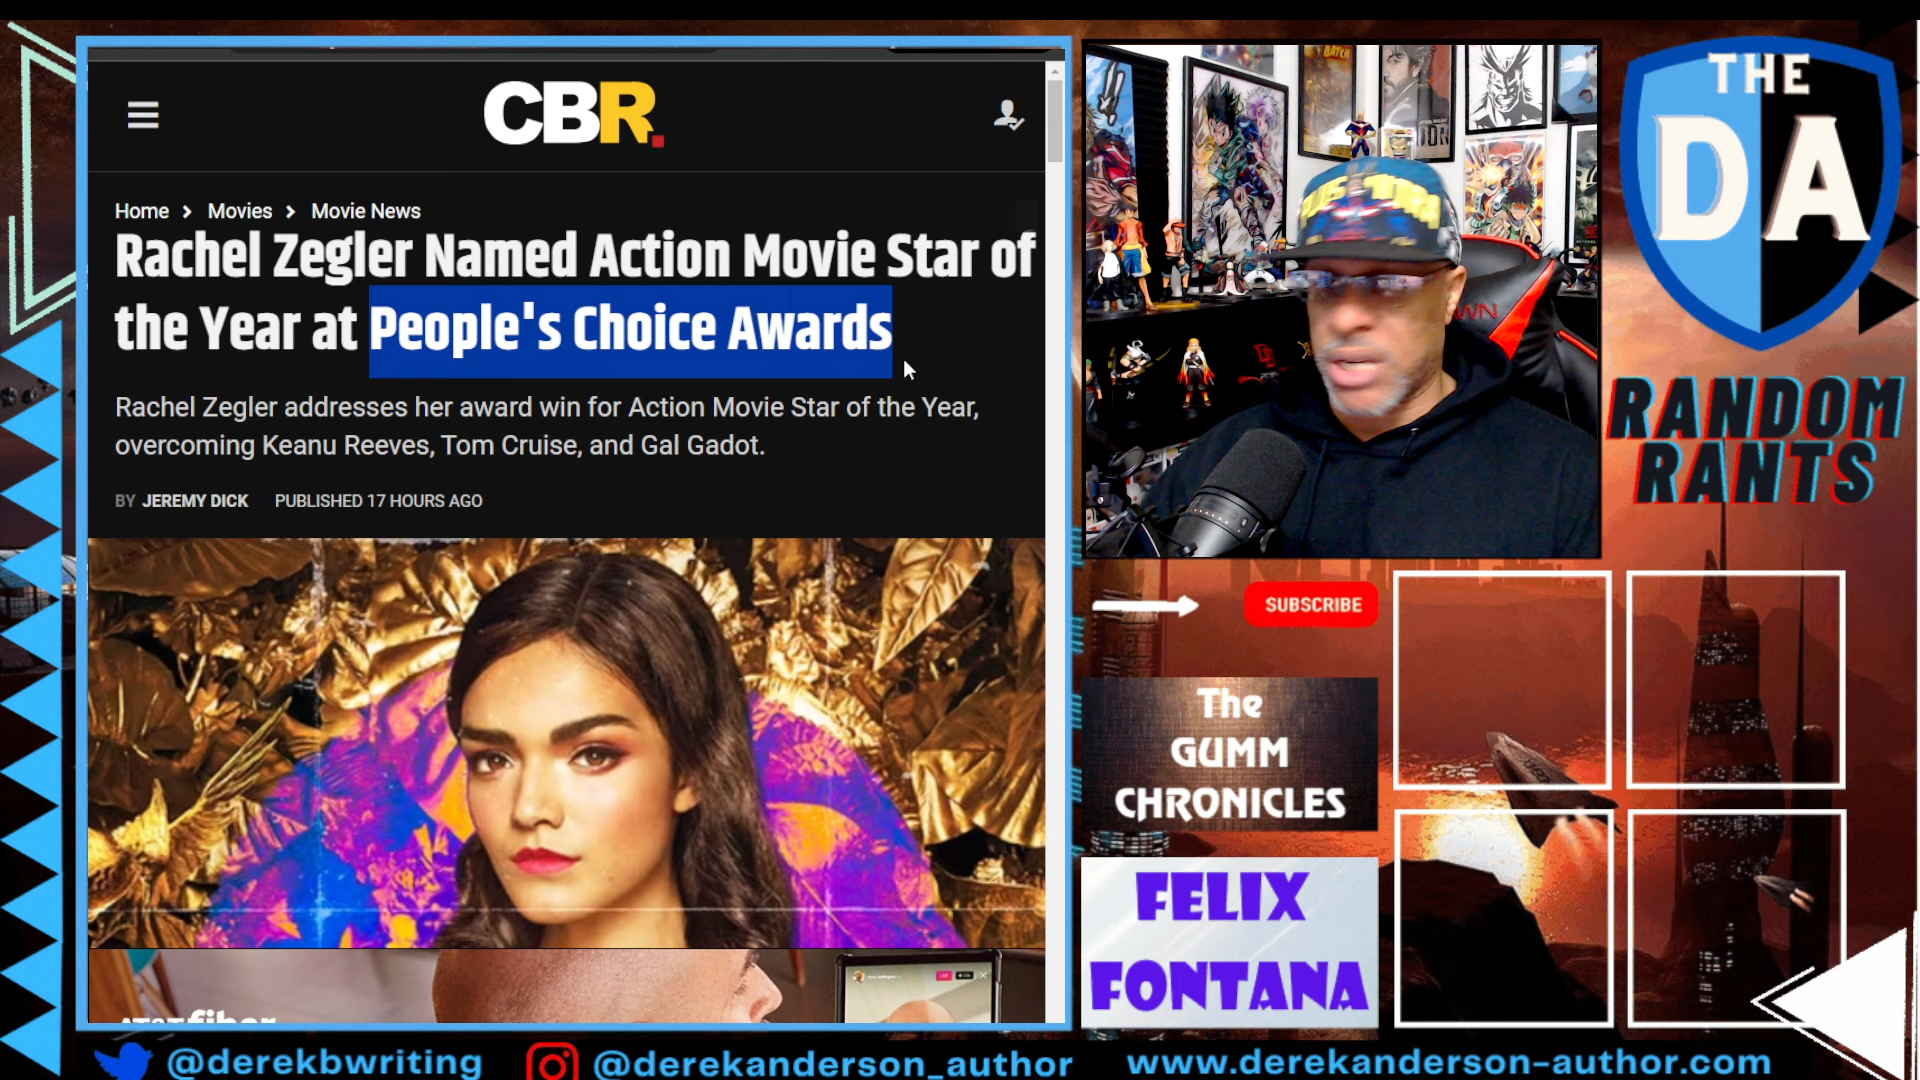 CBR.
Home > Movies > Movie News
Rachel Zegler Named Action Movie Star of
the Year at People's Choice Awards
Rachel Zegler addresses her award win for Action Movie Star of the Year,
overcoming Keanu Reeves, Tom Cruise, and Gal Gadot.
BY JEREMY DICK PUBLISHED 17 HOURS AGO
THE
DA
RANDOM
RANTS
SUBSCRIBE
The
GUMM
CHRONICLES
FELIX
FONTANA
@derekbwriting @derekanderson_author www.derekanderson-author.com